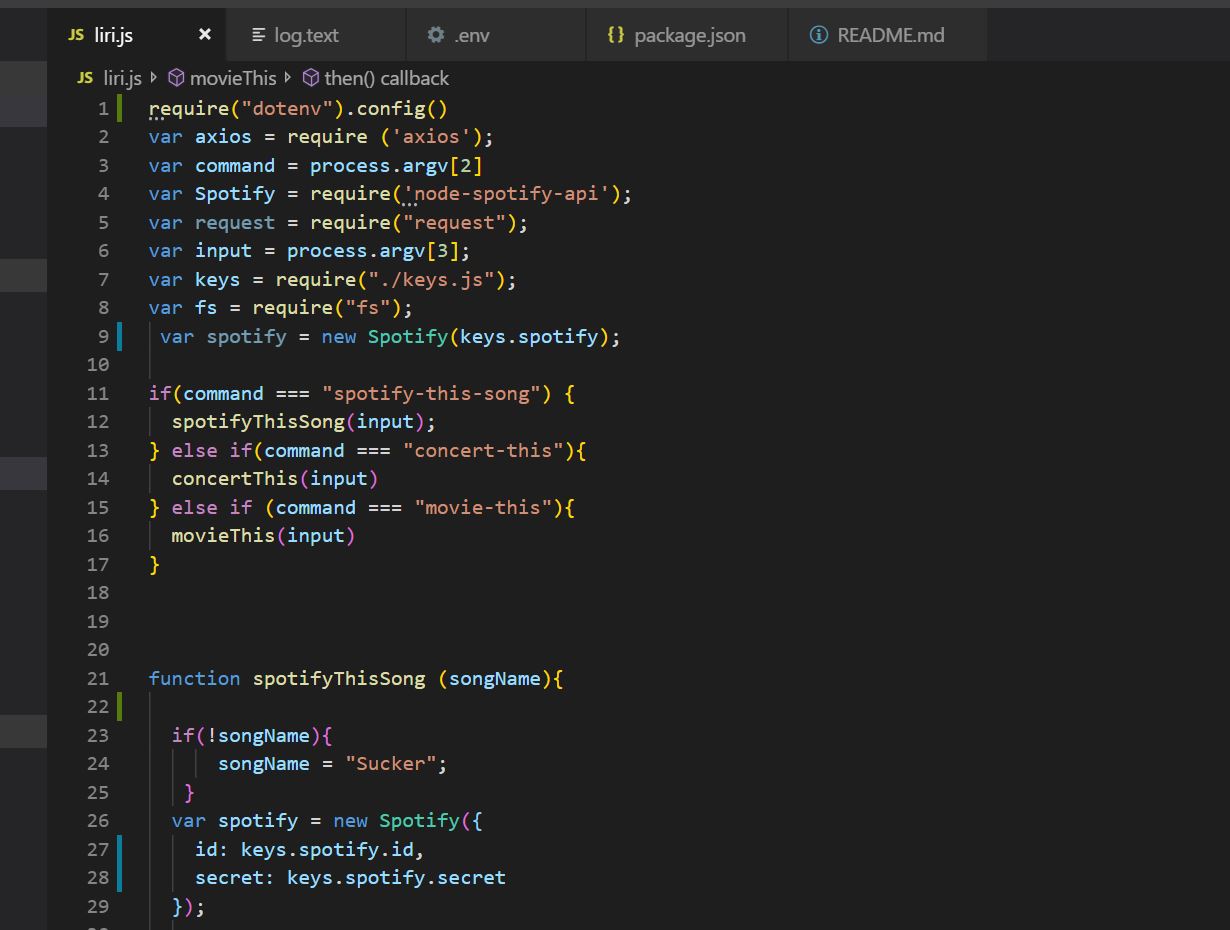 JS liri.js × log.text .env {} package.json README.md
JS liri.js movieThis then() callback
1 require("dotenv").config()
2 var axios = require ('axios');
3 var command = process.argv[2]
4 var Spotify = require('node-spotify-api');
5 var request = require("request");
6 var input = process.argv[3];
7 var keys = require("./keys.js");
8 var fs = require("fs");
9 var spotify = new Spotify(keys.spotify);
10
11 if(command === "spotify-this-song") {
12 spotifyThisSong(input);
13 } else if(command === "concert-this"){
14 concertThis(input)
15 } else if (command === "movie-this"){
16 movieThis(input)
17 }
18
19
20
21 function spotifyThisSong (songName){
22
23 if(!songName){
24 songName = "Sucker";
25 }
26 var spotify = new Spotify({
27 id: keys.spotify.id,
28 secret: keys.spotify.secret
29 });